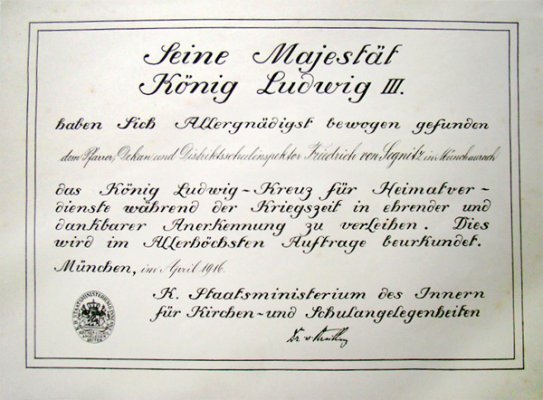 Seine Majestät
König Ludwig III.
haben Sich Allergnädigst bewogen gefunden
dem Pfarrer, Dekan und Distriktsschulinspektor Friedrich von Segnitz in Münchaurach
das König Ludwig-Kreuz für Heimatver-
dienste während der Kriegszeit in ehrender und
dankbarer Anerkennung zu verleihen. Dies
wird im Allerhöchsten Auftrage beurkundet.
München, im April 1916.
K. Staatsministerium des Innern
für Kirchen- und Schulangelegenheiten
Dr. v.